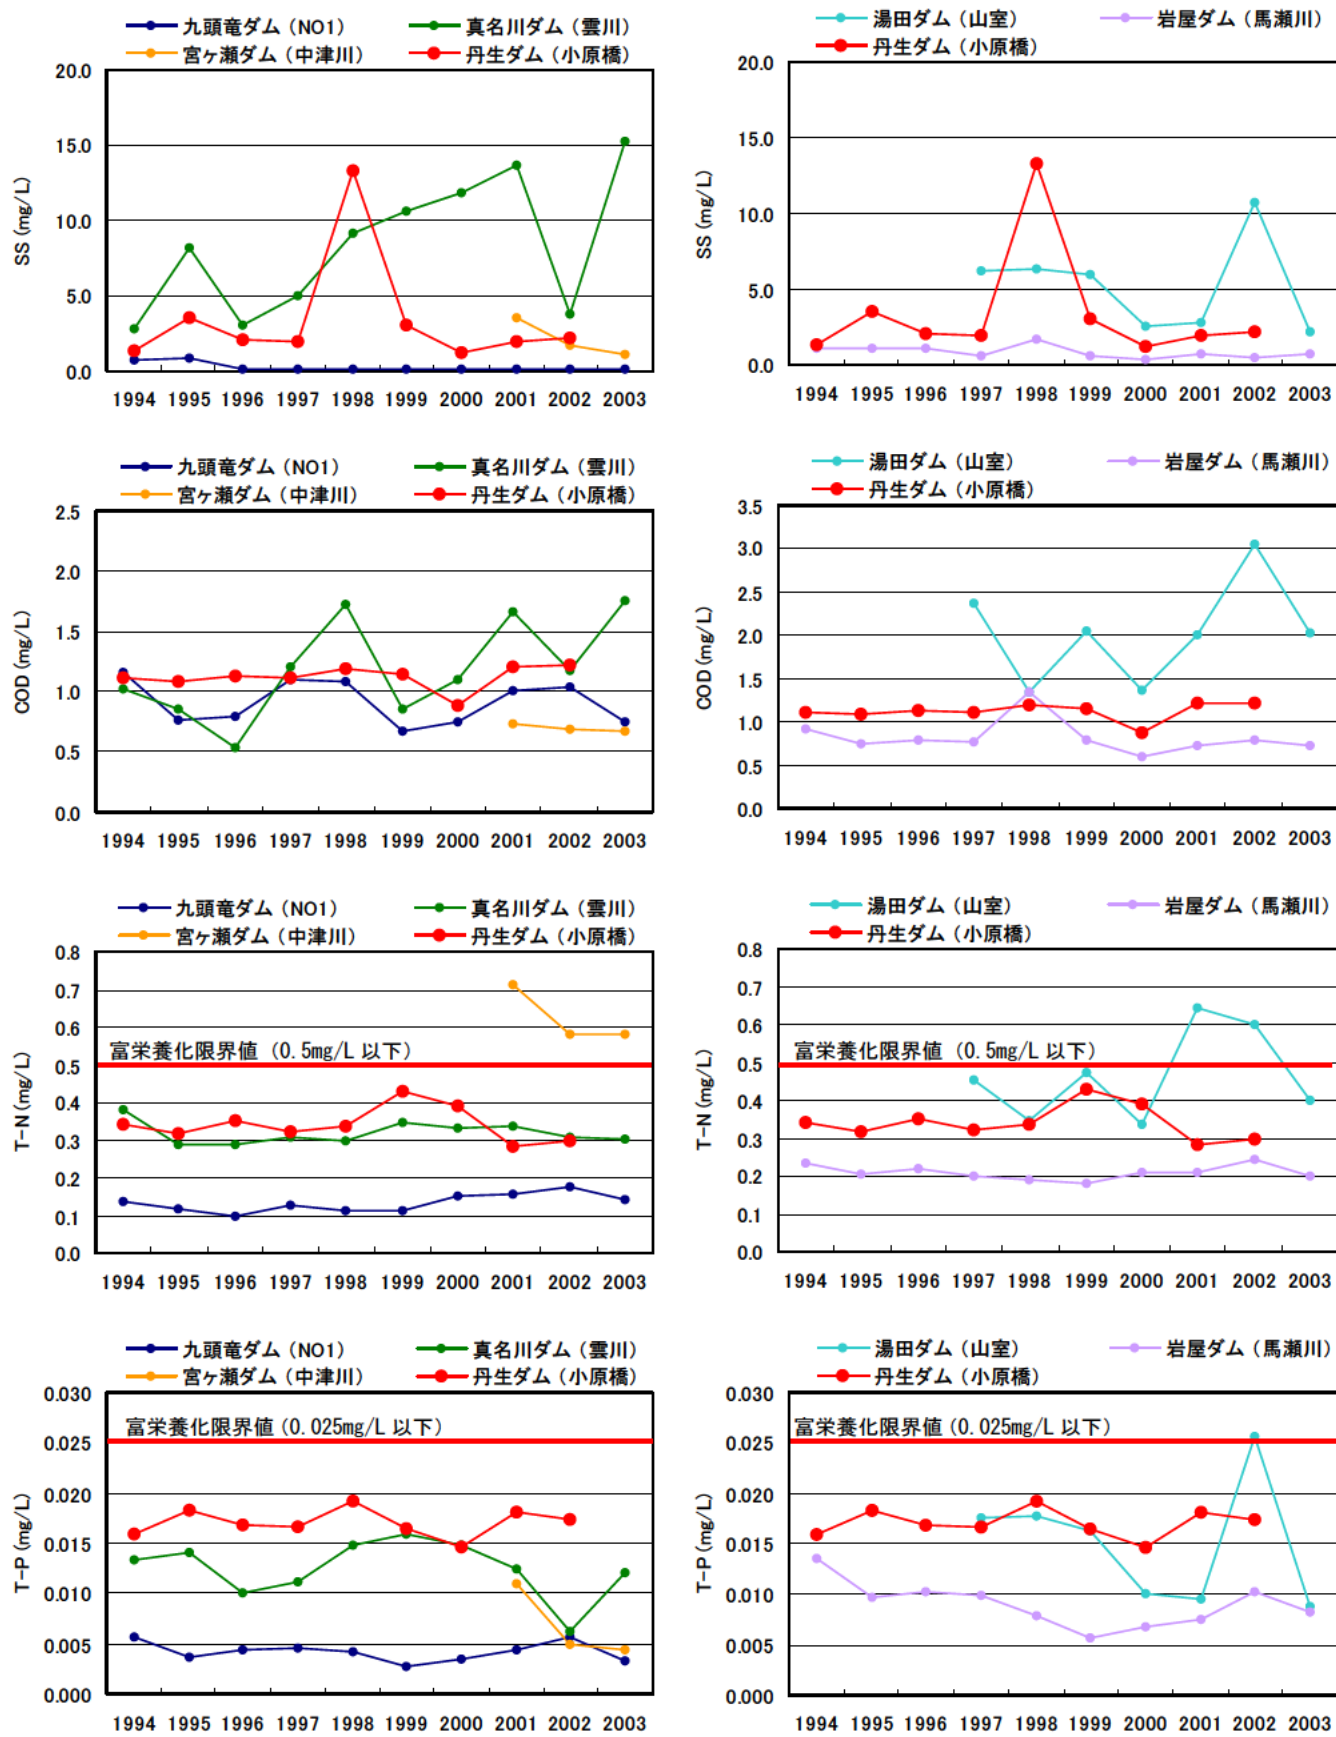 九頭竜ダム（NO1） 真名川ダム（雲川）
宮ヶ瀬ダム（中津川） 丹生ダム（小原橋）
20.0
15.0
10.0
5.0
0.0
SS (mg/L)
1994 1995 1996 1997 1998 1999 2000 2001 2002 2003
湯田ダム（山室） 岩屋ダム（馬瀬川）
丹生ダム（小原橋）
20.0
15.0
10.0
5.0
0.0
SS (mg/L)
1994 1995 1996 1997 1998 1999 2000 2001 2002 2003
九頭竜ダム（NO1） 真名川ダム（雲川）
宮ヶ瀬ダム（中津川） 丹生ダム（小原橋）
2.5
2.0
1.5
1.0
0.5
0.0
COD (mg/L)
1994 1995 1996 1997 1998 1999 2000 2001 2002 2003
湯田ダム（山室） 岩屋ダム（馬瀬川）
丹生ダム（小原橋）
3.5
3.0
2.5
2.0
1.5
1.0
0.5
0.0
COD (mg/L)
1994 1995 1996 1997 1998 1999 2000 2001 2002 2003
九頭竜ダム（NO1） 真名川ダム（雲川）
宮ヶ瀬ダム（中津川） 丹生ダム（小原橋）
0.8
0.7
0.6
0.5
0.4
0.3
0.2
0.1
0.0
T-N (mg/L)
富栄養化限界値（0.5mg/L 以下）
1994 1995 1996 1997 1998 1999 2000 2001 2002 2003
湯田ダム（山室） 岩屋ダム（馬瀬川）
丹生ダム（小原橋）
0.8
0.7
0.6
0.5
0.4
0.3
0.2
0.1
0.0
T-N (mg/L)
富栄養化限界値（0.5mg/L 以下）
1994 1995 1996 1997 1998 1999 2000 2001 2002 2003
九頭竜ダム（NO1） 真名川ダム（雲川）
宮ヶ瀬ダム（中津川） 丹生ダム（小原橋）
0.030
0.025
0.020
0.015
0.010
0.005
0.000
T-P (mg/L)
富栄養化限界値（0.025mg/L 以下）
1994 1995 1996 1997 1998 1999 2000 2001 2002 2003
湯田ダム（山室） 岩屋ダム（馬瀬川）
丹生ダム（小原橋）
0.030
0.025
0.020
0.015
0.010
0.005
0.000
T-P (mg/L)
富栄養化限界値（0.025mg/L 以下）
1994 1995 1996 1997 1998 1999 2000 2001 2002 2003